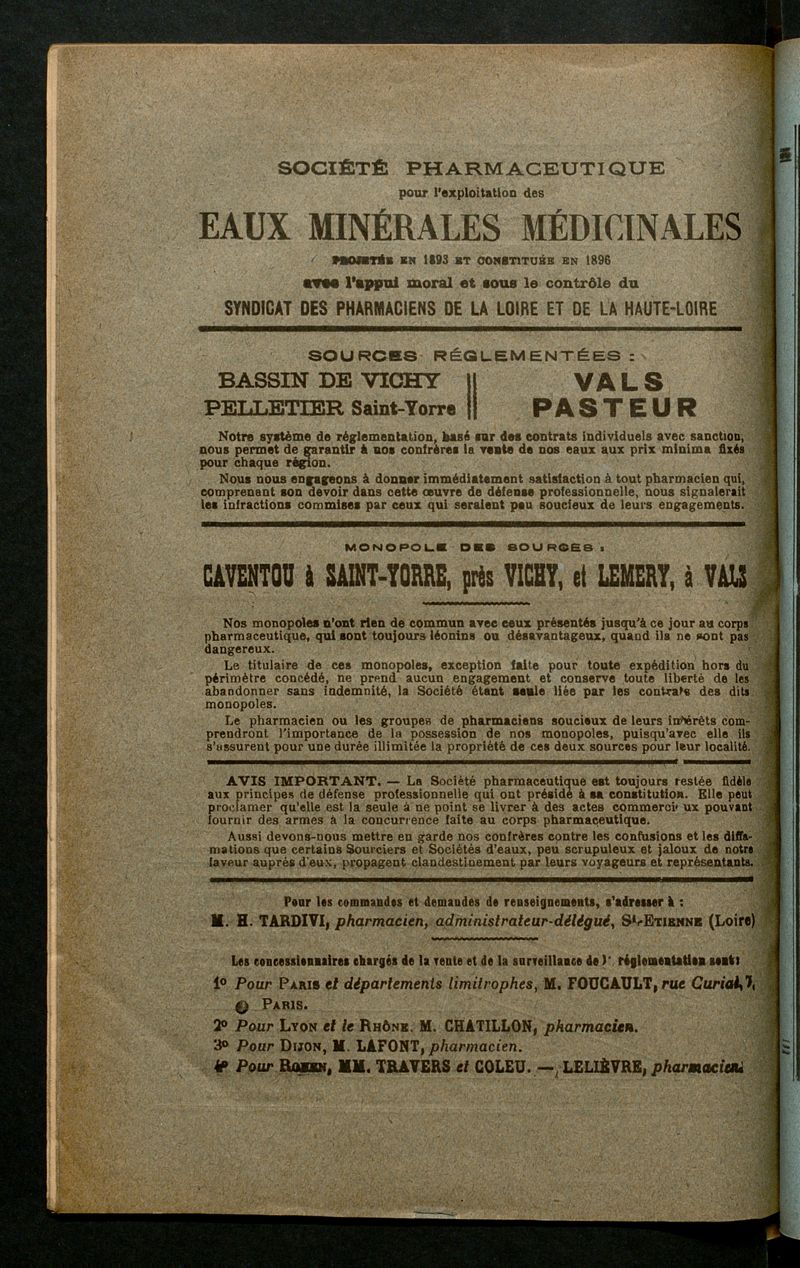 SOCIÉTÉ PHARMACEUTIQUE
pour l'exploitation des
EAUX MINÉRALES MÉDICINALES
PROJETÉE EN 1893 ET CONSTITUÉE EN 1896
avec l'appui moral et sous le contrôle du
SYNDICAT DES PHARMACIENS DE LA LOIRE ET DE LA HAUTE-LOIRE
SOURCES RÉGLEMENTÉES :
BASSIN DE VICHY
PELLETIER Saint-Yorre
VALS
PASTEUR
Notre système de réglementation, basé sur des contrats individuels avec sanction,
nous permet de garantir à nos confrères la vente de nos eaux aux prix minima fixés
pour chaque région.
Nous nous engageons à donner immédiatement satisfaction à tout pharmacien qui,
comprenant son devoir dans cette œuvre de défense professionnelle, nous signalerait
les infractions commises par ceux qui seraient peu soucieux de leurs engagements.
MONOPOLE DES SOURCES :
CAVENTOU à SAINT-YORRE, près VICHY, et LEMERY, à VALS
Nos monopoles n'ont rien de commun avec ceux présentés jusqu'à ce jour au corps
pharmaceutique, qui sont toujours léonins ou désavantageux, quand ils ne sont pas
dangereux.
Le titulaire de ces monopoles, exception faite pour toute expédition hors du
périmètre concédé, ne prend aucun engagement et conserve toute liberté de les
abandonner sans indemnité, la Société étant seule liée par les contrats des dits
monopoles.
Le pharmacien ou les groupes de pharmaciens soucieux de leurs intérêts com-
prendront l'importance de la possession de nos monopoles, puisqu'avec elle ils
s'assurent pour une durée illimitée la propriété de ces deux sources pour leur localité.
AVIS IMPORTANT. — La Société pharmaceutique est toujours restée fidèle
aux principes de défense professionnelle qui ont présidé à sa constitution. Elle peut
proclamer qu'elle est la seule à ne point se livrer à des actes commerci ux pouvant
fournir des armes à la concurrence faite au corps pharmaceutique.
Aussi devons-nous mettre en garde nos confrères contre les confusions et les diffa-
mations que certains Sourciers et Sociétés d'eaux, peu scrupuleux et jaloux de notre
faveur auprès d'eux, propagent clandestinement par leurs voyageurs et représentants.
Pour les commandes et demandes de renseignements, s'adresser à :
M. H. TARDIVI, pharmacien, administrateur-délégué, St-ETIENNE (Loire)
Les concessionnaires chargés de la vente et de la surveillance de l' réglementation sont :
1º Pour PARIS et départements limitrophes, M. FOUCAULT, rue Curial, 7,
à PARIS.
2º Pour LYON et le RHÔNE, M. CHATILLON, pharmacien.
3º Pour DIJON, M. LAFONT, pharmacien.
4º Pour ROUEN, MM. TRAVERS et COLEU. — LELIÈVRE, pharmacien.